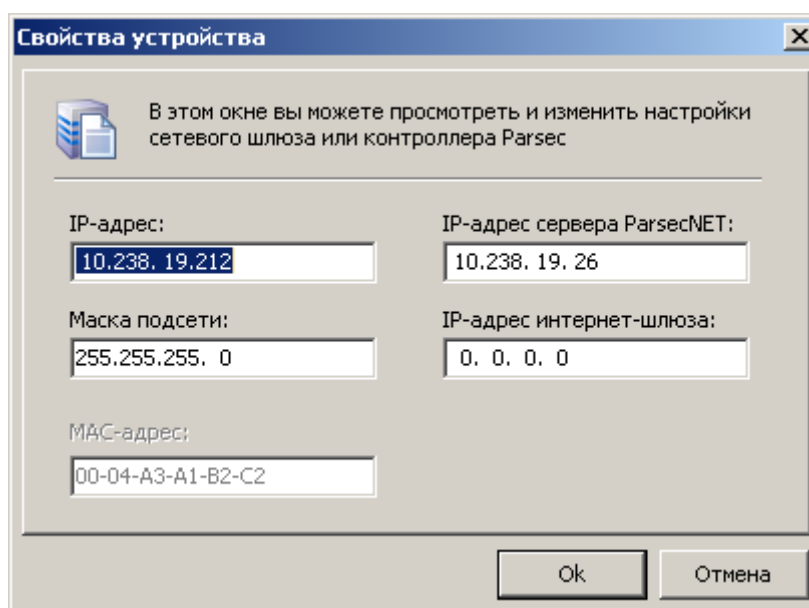 Свойства устройства
В этом окне вы можете просмотреть и изменить настройки
сетевого шлюза или контроллера Parsec
IP-адрес:
10.238. 19.212
IP-адрес сервера ParsecNET:
10.238. 19. 26
Маска подсети:
255.255.255. 0
IP-адрес интернет-шлюза:
0. 0. 0. 0
MAC-адрес:
00-04-A3-A1-B2-C2
Ok
Отмена